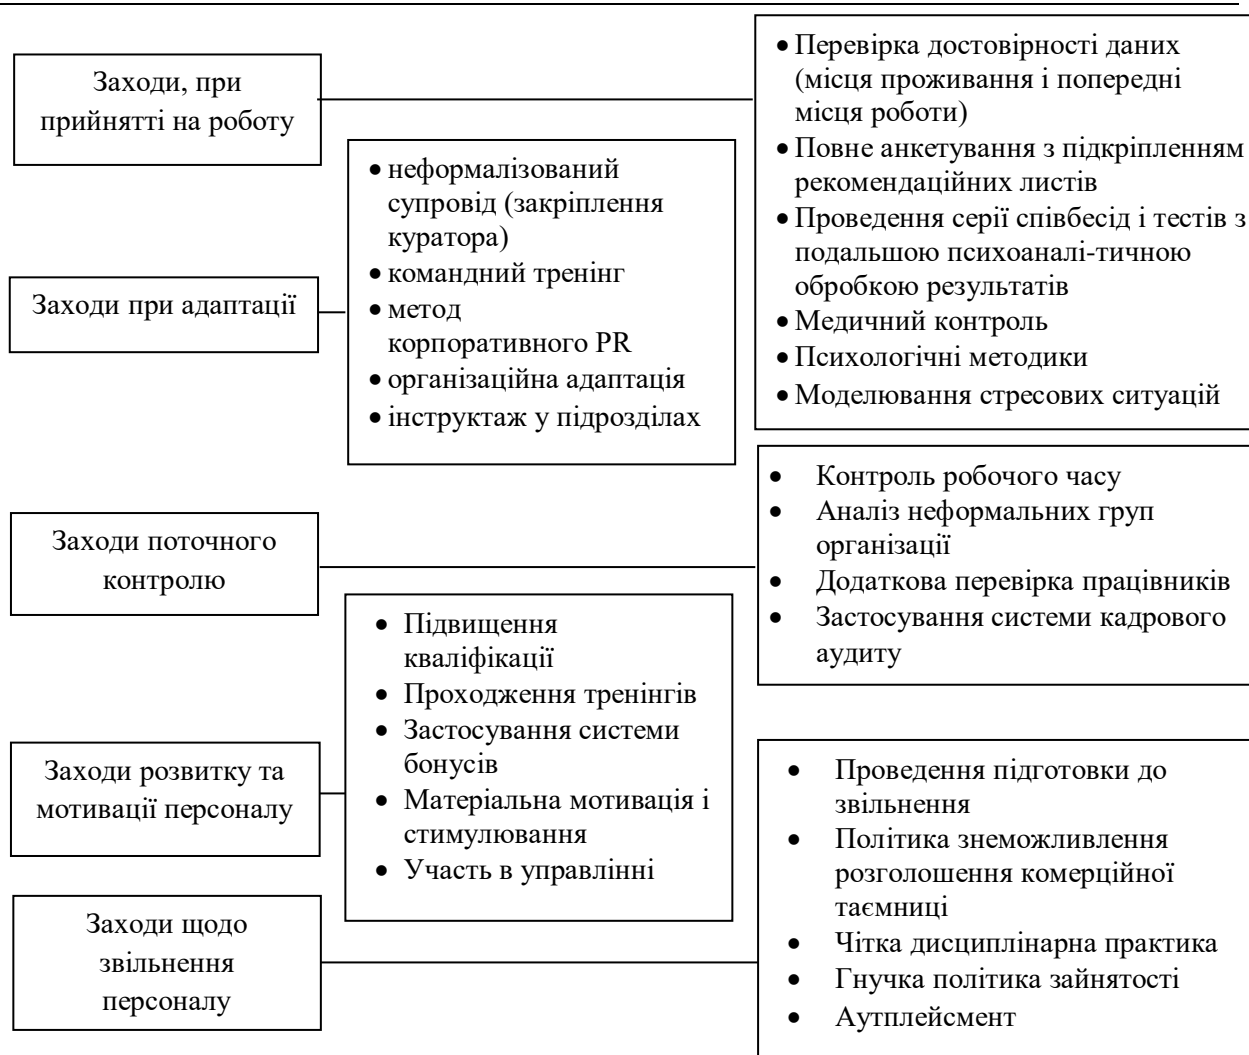 Заходи, при
прийнятті на роботу
• Перевірка достовірності даних
(місця проживання і попередні
місця роботи)
• Повне анкетування з підкріпленням
рекомендаційних листів
• Проведення серії співбесід і тестів з
подальшою психоаналі-тичною
обробкою результатів
• Медичний контроль
• Психологічні методики
• Моделювання стресових ситуацій
Заходи при адаптації
• неформалізований
супровід (закріплення
куратора)
• командний тренінг
• метод
корпоративного PR
• організаційна адаптація
• інструктаж у підрозділах
Заходи поточного
контролю
• Контроль робочого часу
• Аналіз неформальних груп
організації
• Додаткова перевірка працівників
• Застосування системи кадрового
аудиту
Заходи розвитку та
мотивації персоналу
• Підвищення
кваліфікації
• Проходження тренінгів
• Застосування системи
бонусів
• Матеріальна мотивація і
стимулювання
• Участь в управлінні
Заходи щодо
звільнення
персоналу
• Проведення підготовки до
звільнення
• Політика знеможливлення
розголошення комерційної
таємниці
• Чітка дисциплінарна практика
• Гнучка політика зайнятості
• Аутплейсмент